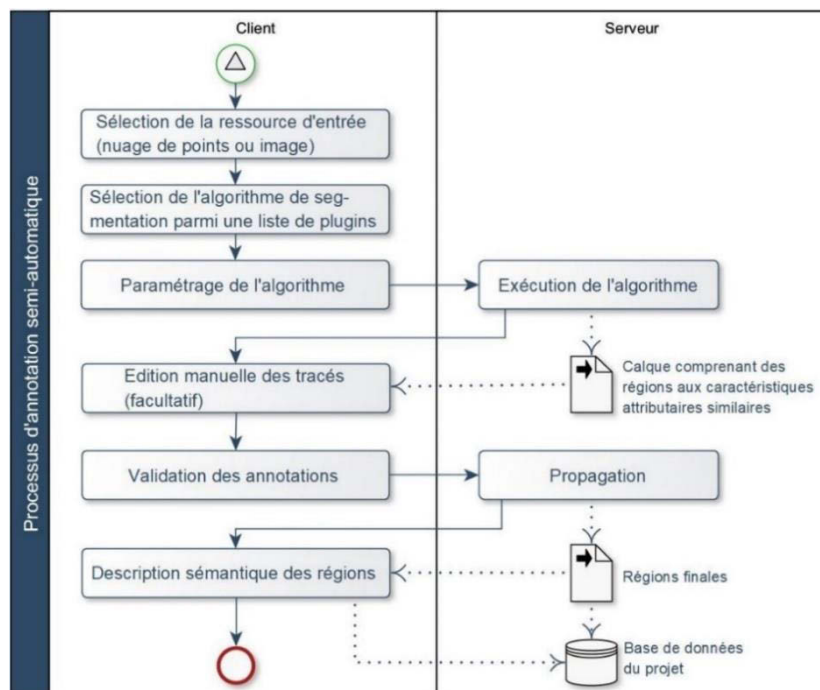 Client
Serveur
Processus d'annotation semi-automatique
Sélection de la ressource d'entrée
(nuage de points ou image)
Sélection de l'algorithme de seg-
mentation parmi une liste de plugins
Paramétrage de l'algorithme
Exécution de l'algorithme
Calque comprenant des
régions aux caractéristiques
attributaires similaires
Edition manuelle des tracés
(facultatif)
Validation des annotations
Propagation
Description sémantique des régions
Régions finales
Base de données
du projet